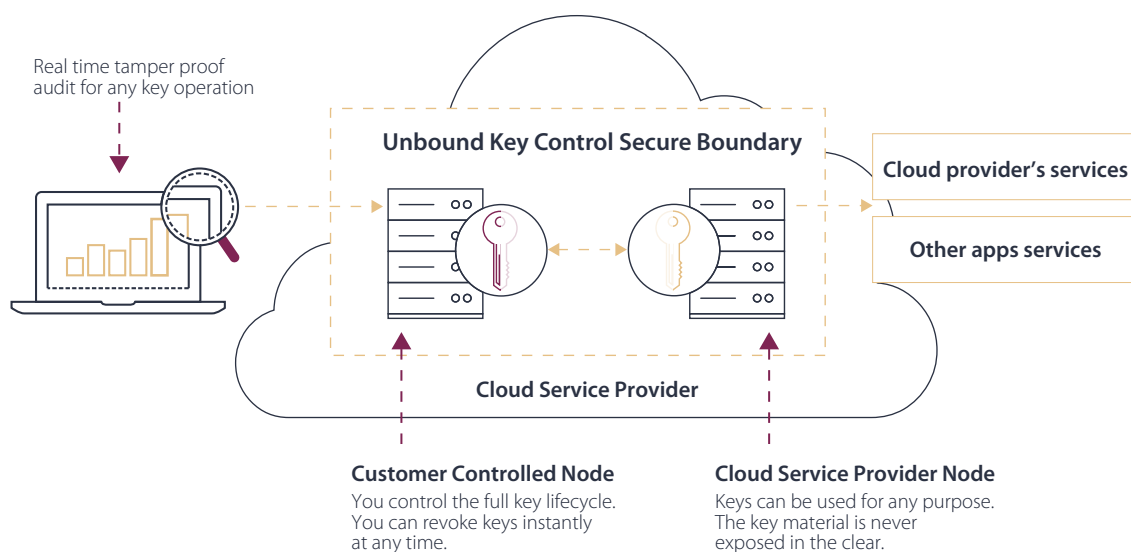 Real time tamper proof
audit for any key operation
Unbound Key Control Secure Boundary
Cloud provider’s services
Other apps services
Cloud Service Provider
Customer Controlled Node
You control the full key lifecycle.
You can revoke keys instantly
at any time.
Cloud Service Provider Node
Keys can be used for any purpose.
The key material is never
exposed in the clear.